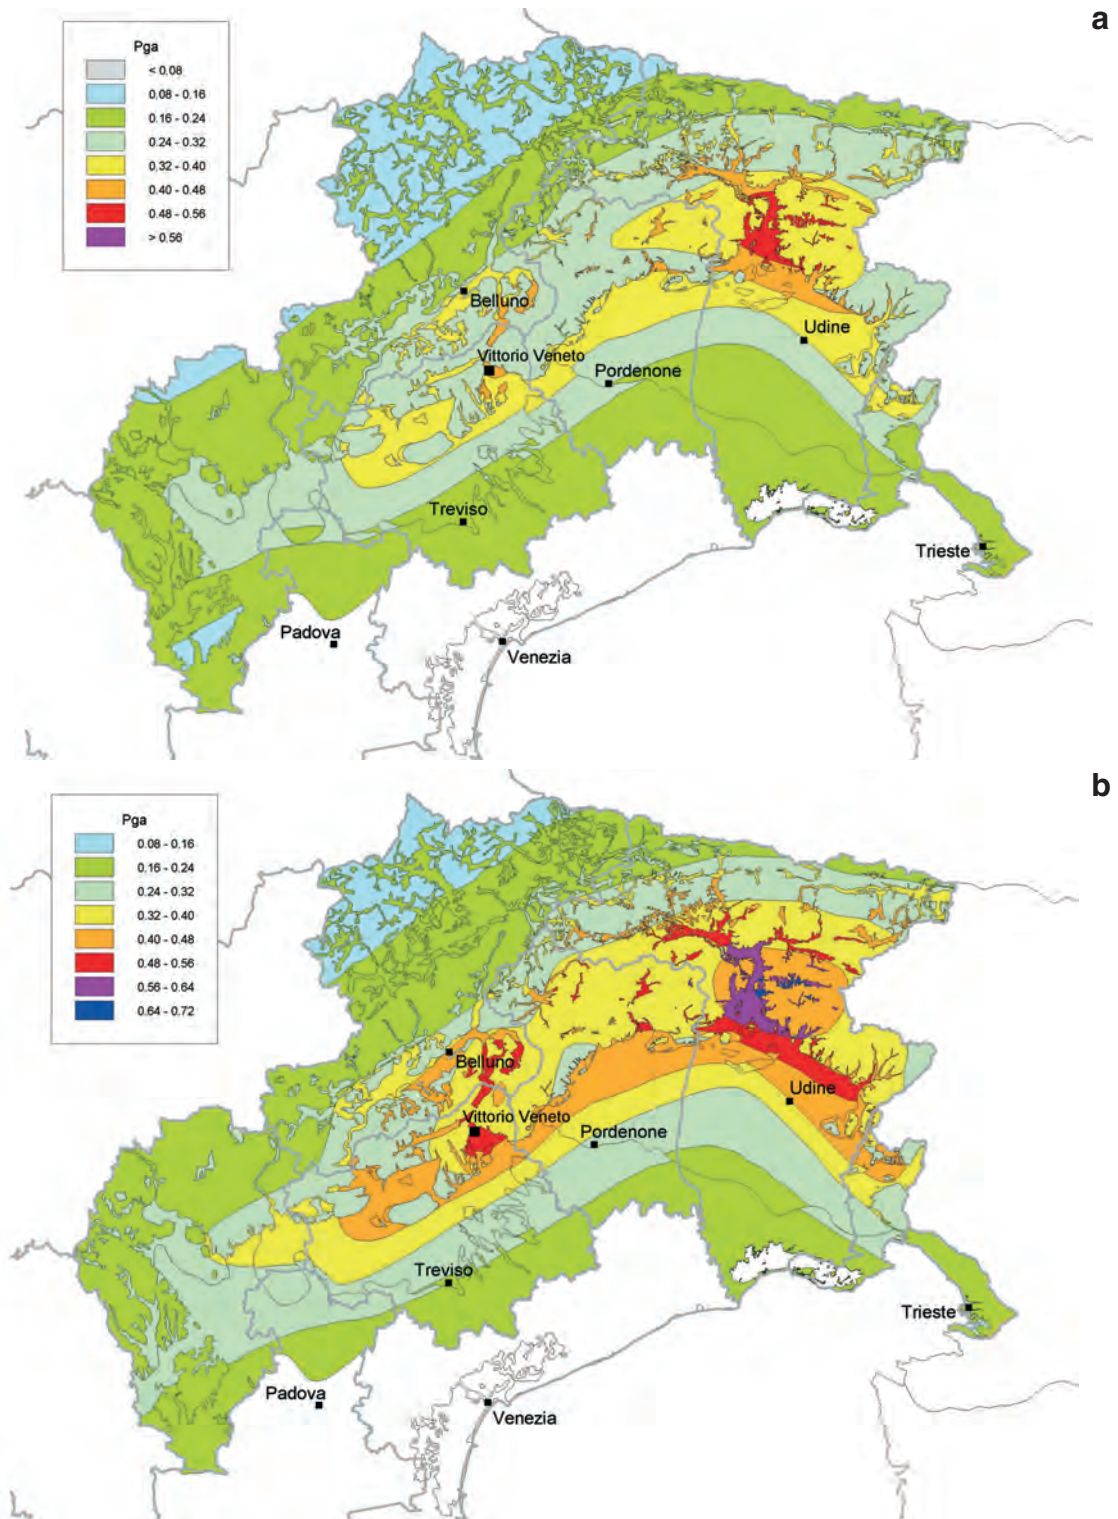 a
Pga
< 0.08
0.08 - 0.16
0.16 - 0.24
0.24 - 0.32
0.32 - 0.40
0.40 - 0.48
0.48 - 0.56
> 0.56
Belluno
Udine
Vittorio Veneto
Pordenone
Treviso
Trieste
Padova
Venezia
b
Pga
0.08 - 0.16
0.16 - 0.24
0.24 - 0.32
0.32 - 0.40
0.40 - 0.48
0.48 - 0.56
0.56 - 0.64
0.64 - 0.72
Belluno
Udine
Vittorio Veneto
Pordenone
Treviso
Trieste
Padova
Venezia